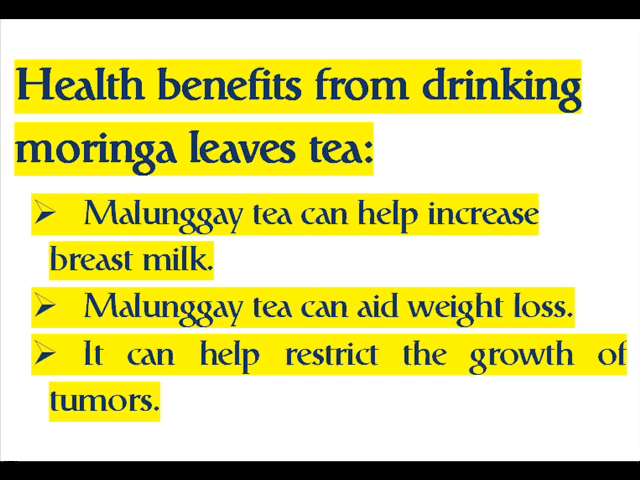 Health benefits from drinking
moringa leaves tea:
➢ Malunggay tea can help increase
breast milk.
➢ Malunggay tea can aid weight loss.
➢ It can help restrict the growth of
tumors.